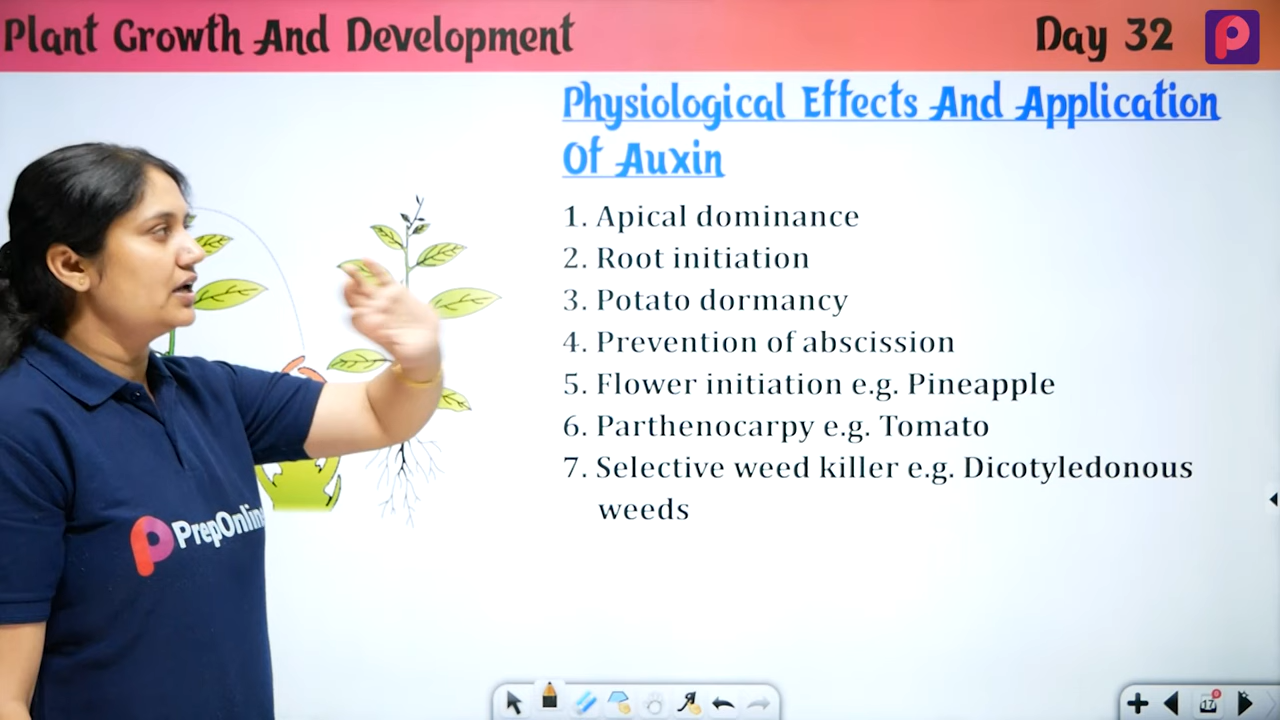 Plant Growth And Development
Day 32
Physiological Effects And Application
Of Auxin
1. Apical dominance
2. Root initiation
3. Potato dormancy
4. Prevention of abscission
5. Flower initiation e.g. Pineapple
6. Parthenocarpy e.g. Tomato
7. Selective weed killer e.g. Dicotyledonous
weeds
PrepOnlin
17